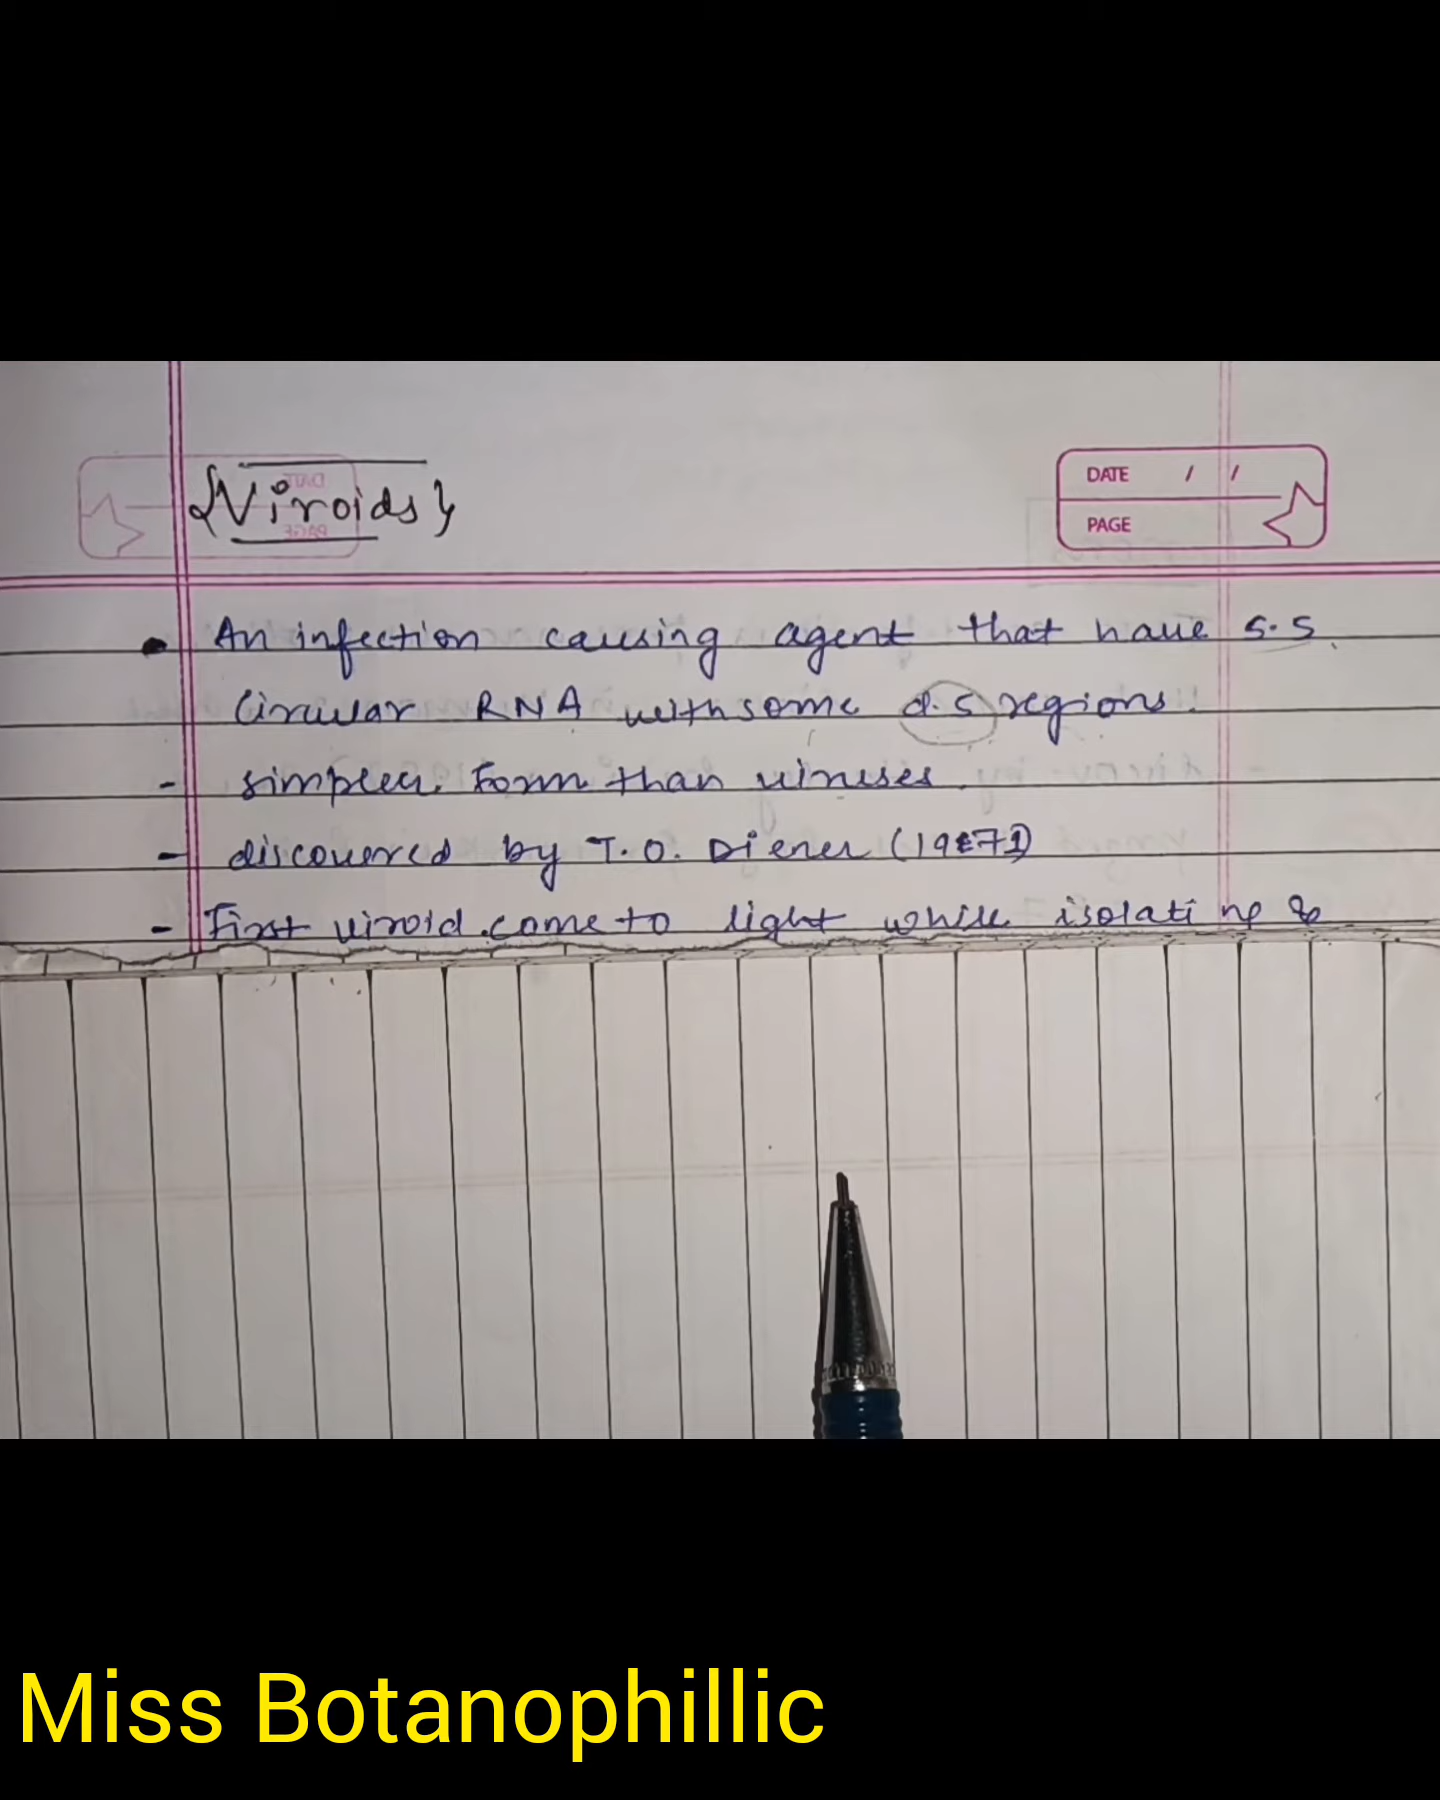 {Viroids}
DATE / /
PAGE
• An infection causing agent that have s.s
Circular RNA with some d.s regions.
- simpler form than viruses.
- discovered by T.O. Diener (1971)
- First viroid come to light while isolating &
Miss Botanophillic